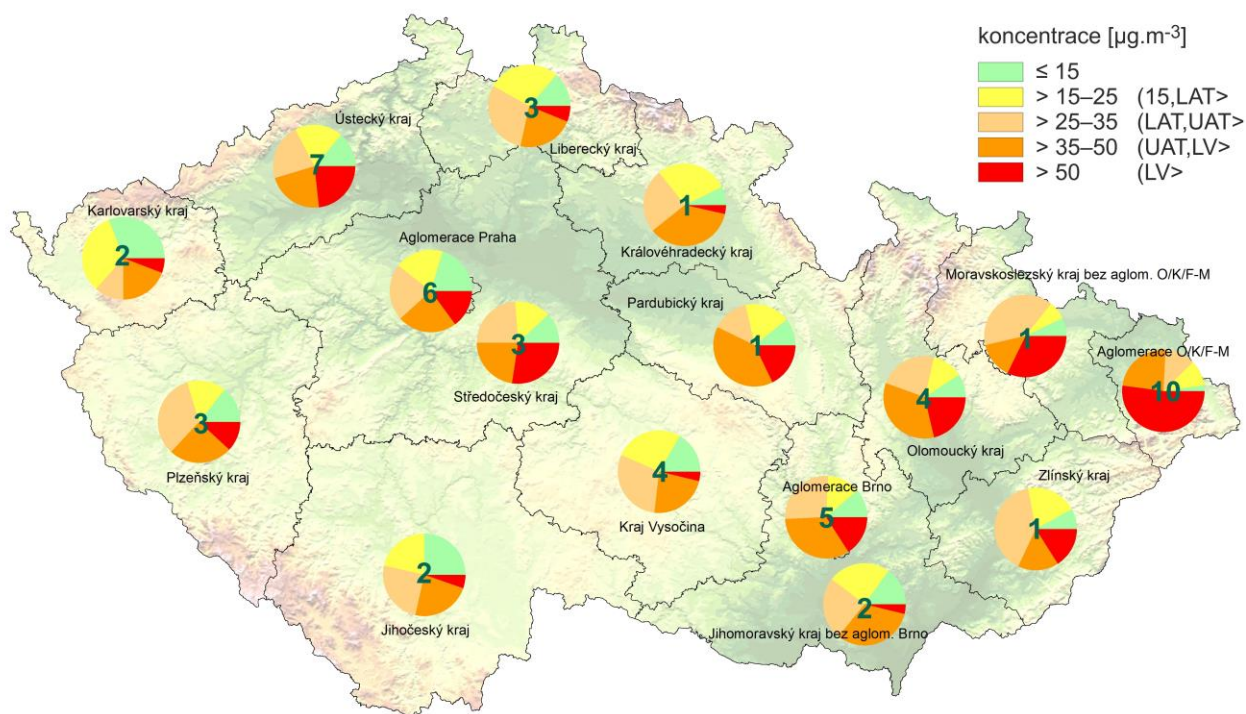 koncentrace [µg.m⁻³]
≤ 15
> 15–25 (15,LAT>
> 25–35 (LAT,UAT>
> 35–50 (UAT,LV>
> 50 (LV>
3
Liberecký kraj
Ústecký kraj
7
Karlovarský kraj
2
1
Královéhradecký kraj
Aglomerace Praha
6
3
Středočeský kraj
Pardubický kraj
1
Moravskoslezský kraj bez aglom. O/K/F-M
1
Aglomerace O/K/F-M
10
4
Olomoucký kraj
3
Plzeňský kraj
4
Kraj Vysočina
Aglomerace Brno
5
Zlínský kraj
1
2
Jihočeský kraj
2
Jihomoravský kraj bez aglom. Brno